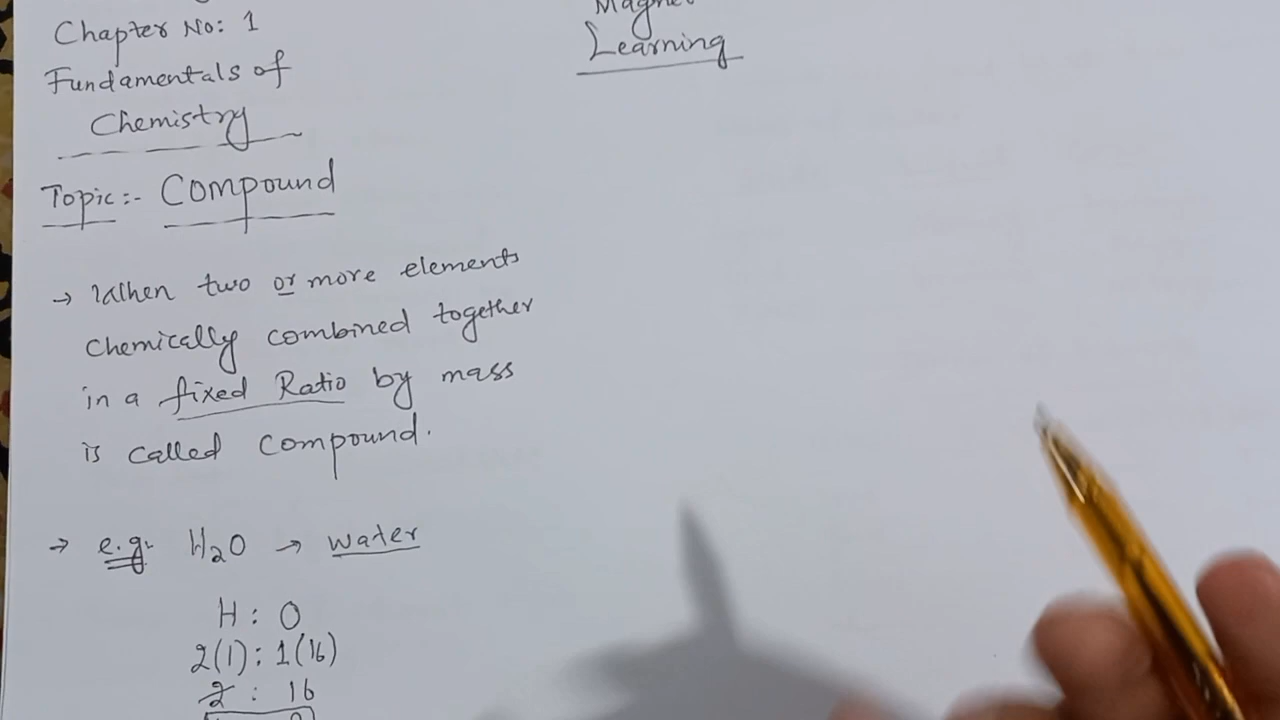 Chapter No: 1
Fundamentals of
Chemistry
Magnet
Learning
Topic:- Compound
→ When two or more elements
chemically combined together
in a fixed Ratio by mass
is called compound.
→ e.g:- H₂O → water
H : O
2(1) : 1(16)
2 : 16